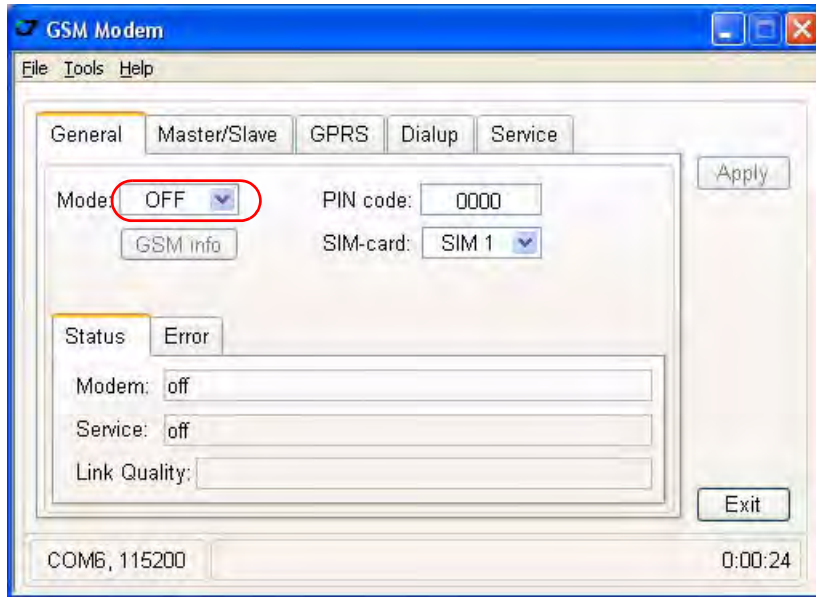 GSM Modem
File Tools Help
General Master/Slave GPRS Dialup Service
Apply
Mode: OFF PIN code: 0000
GSM info SIM-card: SIM 1
Status Error
Modem: off
Service: off
Link Quality:
Exit
COM6, 115200 0:00:24